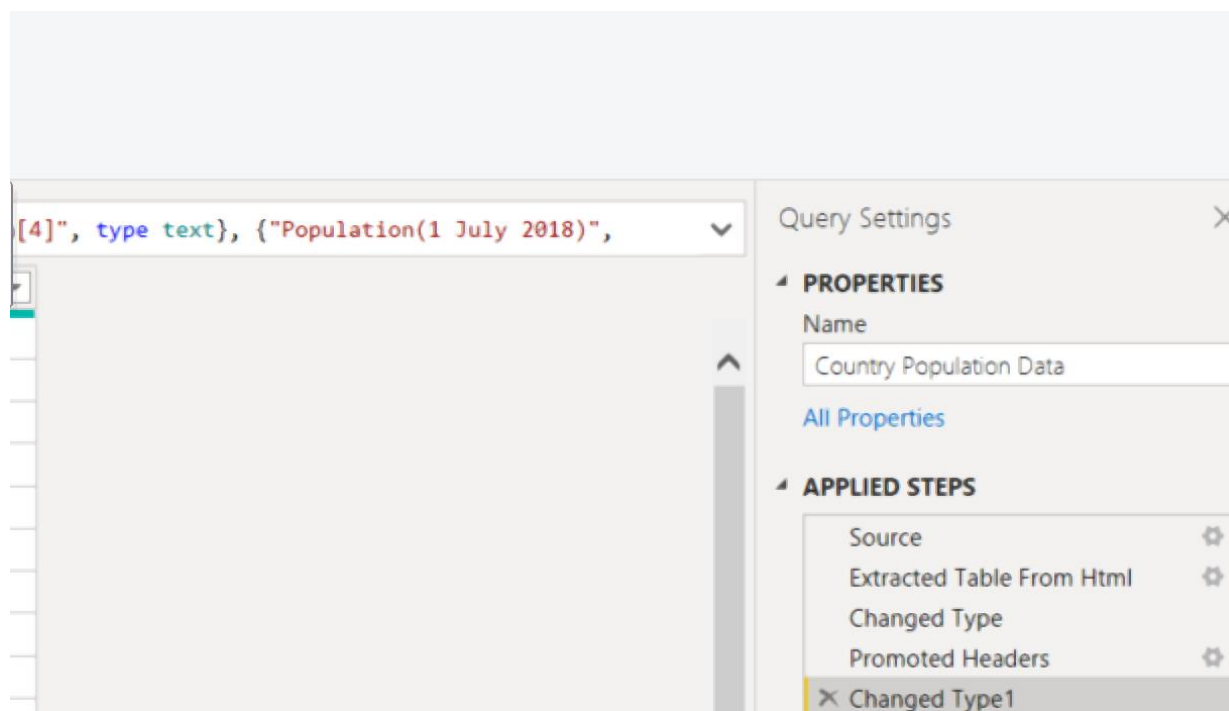 [4]", type text}, {"Population(1 July 2018)",
Query Settings
PROPERTIES
Name
Country Population Data
All Properties
APPLIED STEPS
Source
Extracted Table From Html
Changed Type
Promoted Headers
Changed Type1